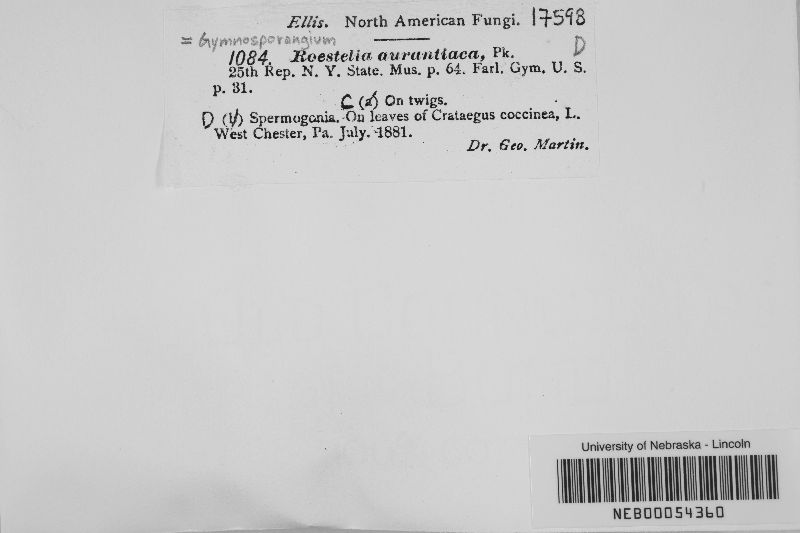 Ellis. North American Fungi. 17598
= Gymnosporangium D
1084. Roestelia aurantiaca, Pk.
25th Rep. N. Y. State. Mus. p. 64. Farl. Gym. U. S.
p. 31.
C (a) On twigs.
D (b) Spermogonia. On leaves of Crataegus coccinea, L.
West Chester, Pa. July. 1881.
Dr. Geo. Martin.
University of Nebraska - Lincoln
NEB00054360